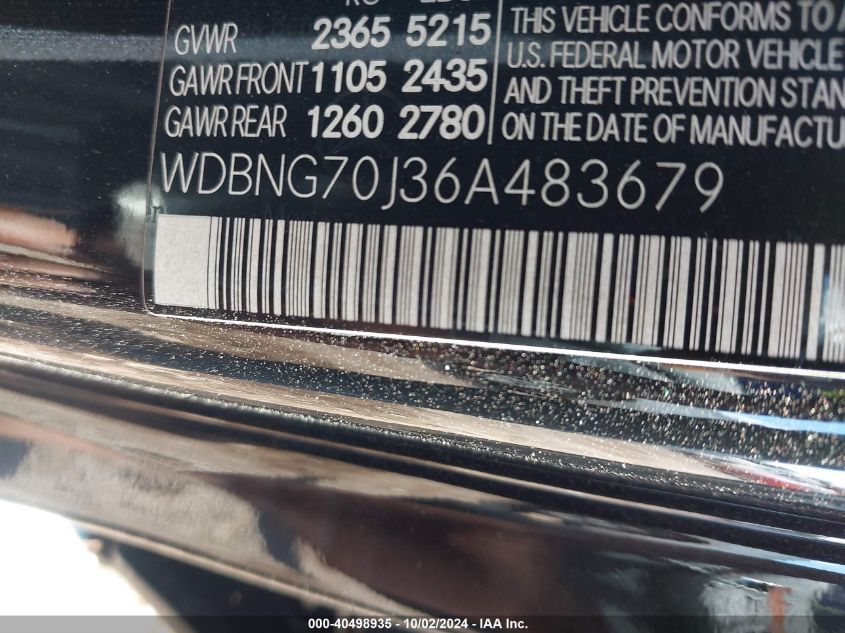 GVWR 2365 5215
GAWR FRONT 1105 2435
GAWR REAR 1260 2780
THIS VEHICLE CONFORMS TO
U.S. FEDERAL MOTOR VEHICLE
AND THEFT PREVENTION STAN
ON THE DATE OF MANUFACTU
WDBNG70J36A483679
000-40498935 - 10/02/2024 - IAA Inc.